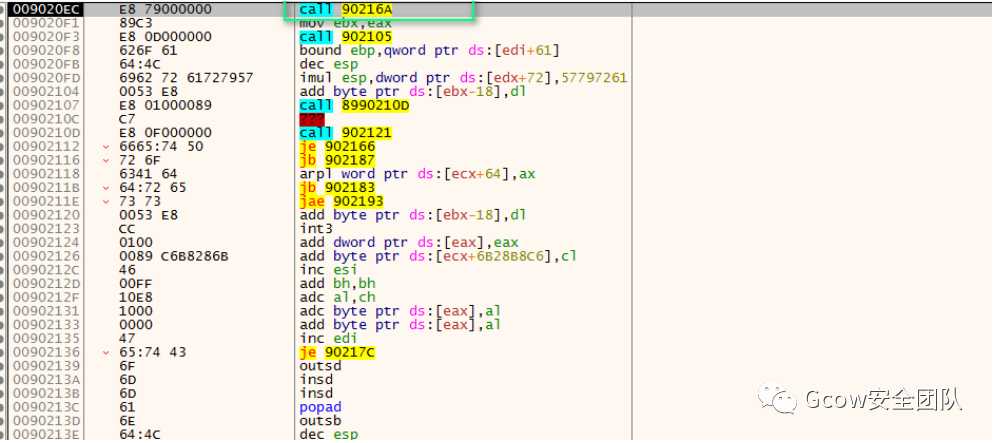 009020EC E8 79000000 call 90216A
009020F1 89C3 mov ebx,eax
009020F3 E8 0D000000 call 902105
009020F8 626F 61 bound ebp,qword ptr ds:[edi+61]
009020FB 64:4C dec esp
009020FD 6962 72 61727957 imul esp,dword ptr ds:[edx+72],57797261
00902104 0053 E8 add byte ptr ds:[ebx-18],dl
00902107 E8 01000089 call 8990210D
0090210C C7 ???
0090210D E8 0F000000 call 902121
00902112 6665:74 50 je 902166
00902116 72 6F jb 902187
00902118 6341 64 arpl word ptr ds:[ecx+64],ax
0090211B 64:72 65 jb 902183
0090211E 73 73 jae 902193
00902120 0053 E8 add byte ptr ds:[ebx-18],dl
00902123 CC int3
00902124 0100 add dword ptr ds:[eax],eax
00902126 0089 C6B8286B add byte ptr ds:[ecx+6B28B8C6],cl
0090212C 46 inc esi
0090212D 00FF add bh,bh
0090212F 10E8 adc al,ch
00902131 1000 adc byte ptr ds:[eax],al
00902133 0000 add byte ptr ds:[eax],al
00902135 47 inc edi
00902136 65:74 43 je 90217C
00902139 6F outsd
0090213A 6D insd
0090213B 6D insd
0090213C 61 popad
0090213D 6E outsb
0090213E 64:4C dec esp
Gcow安全团队